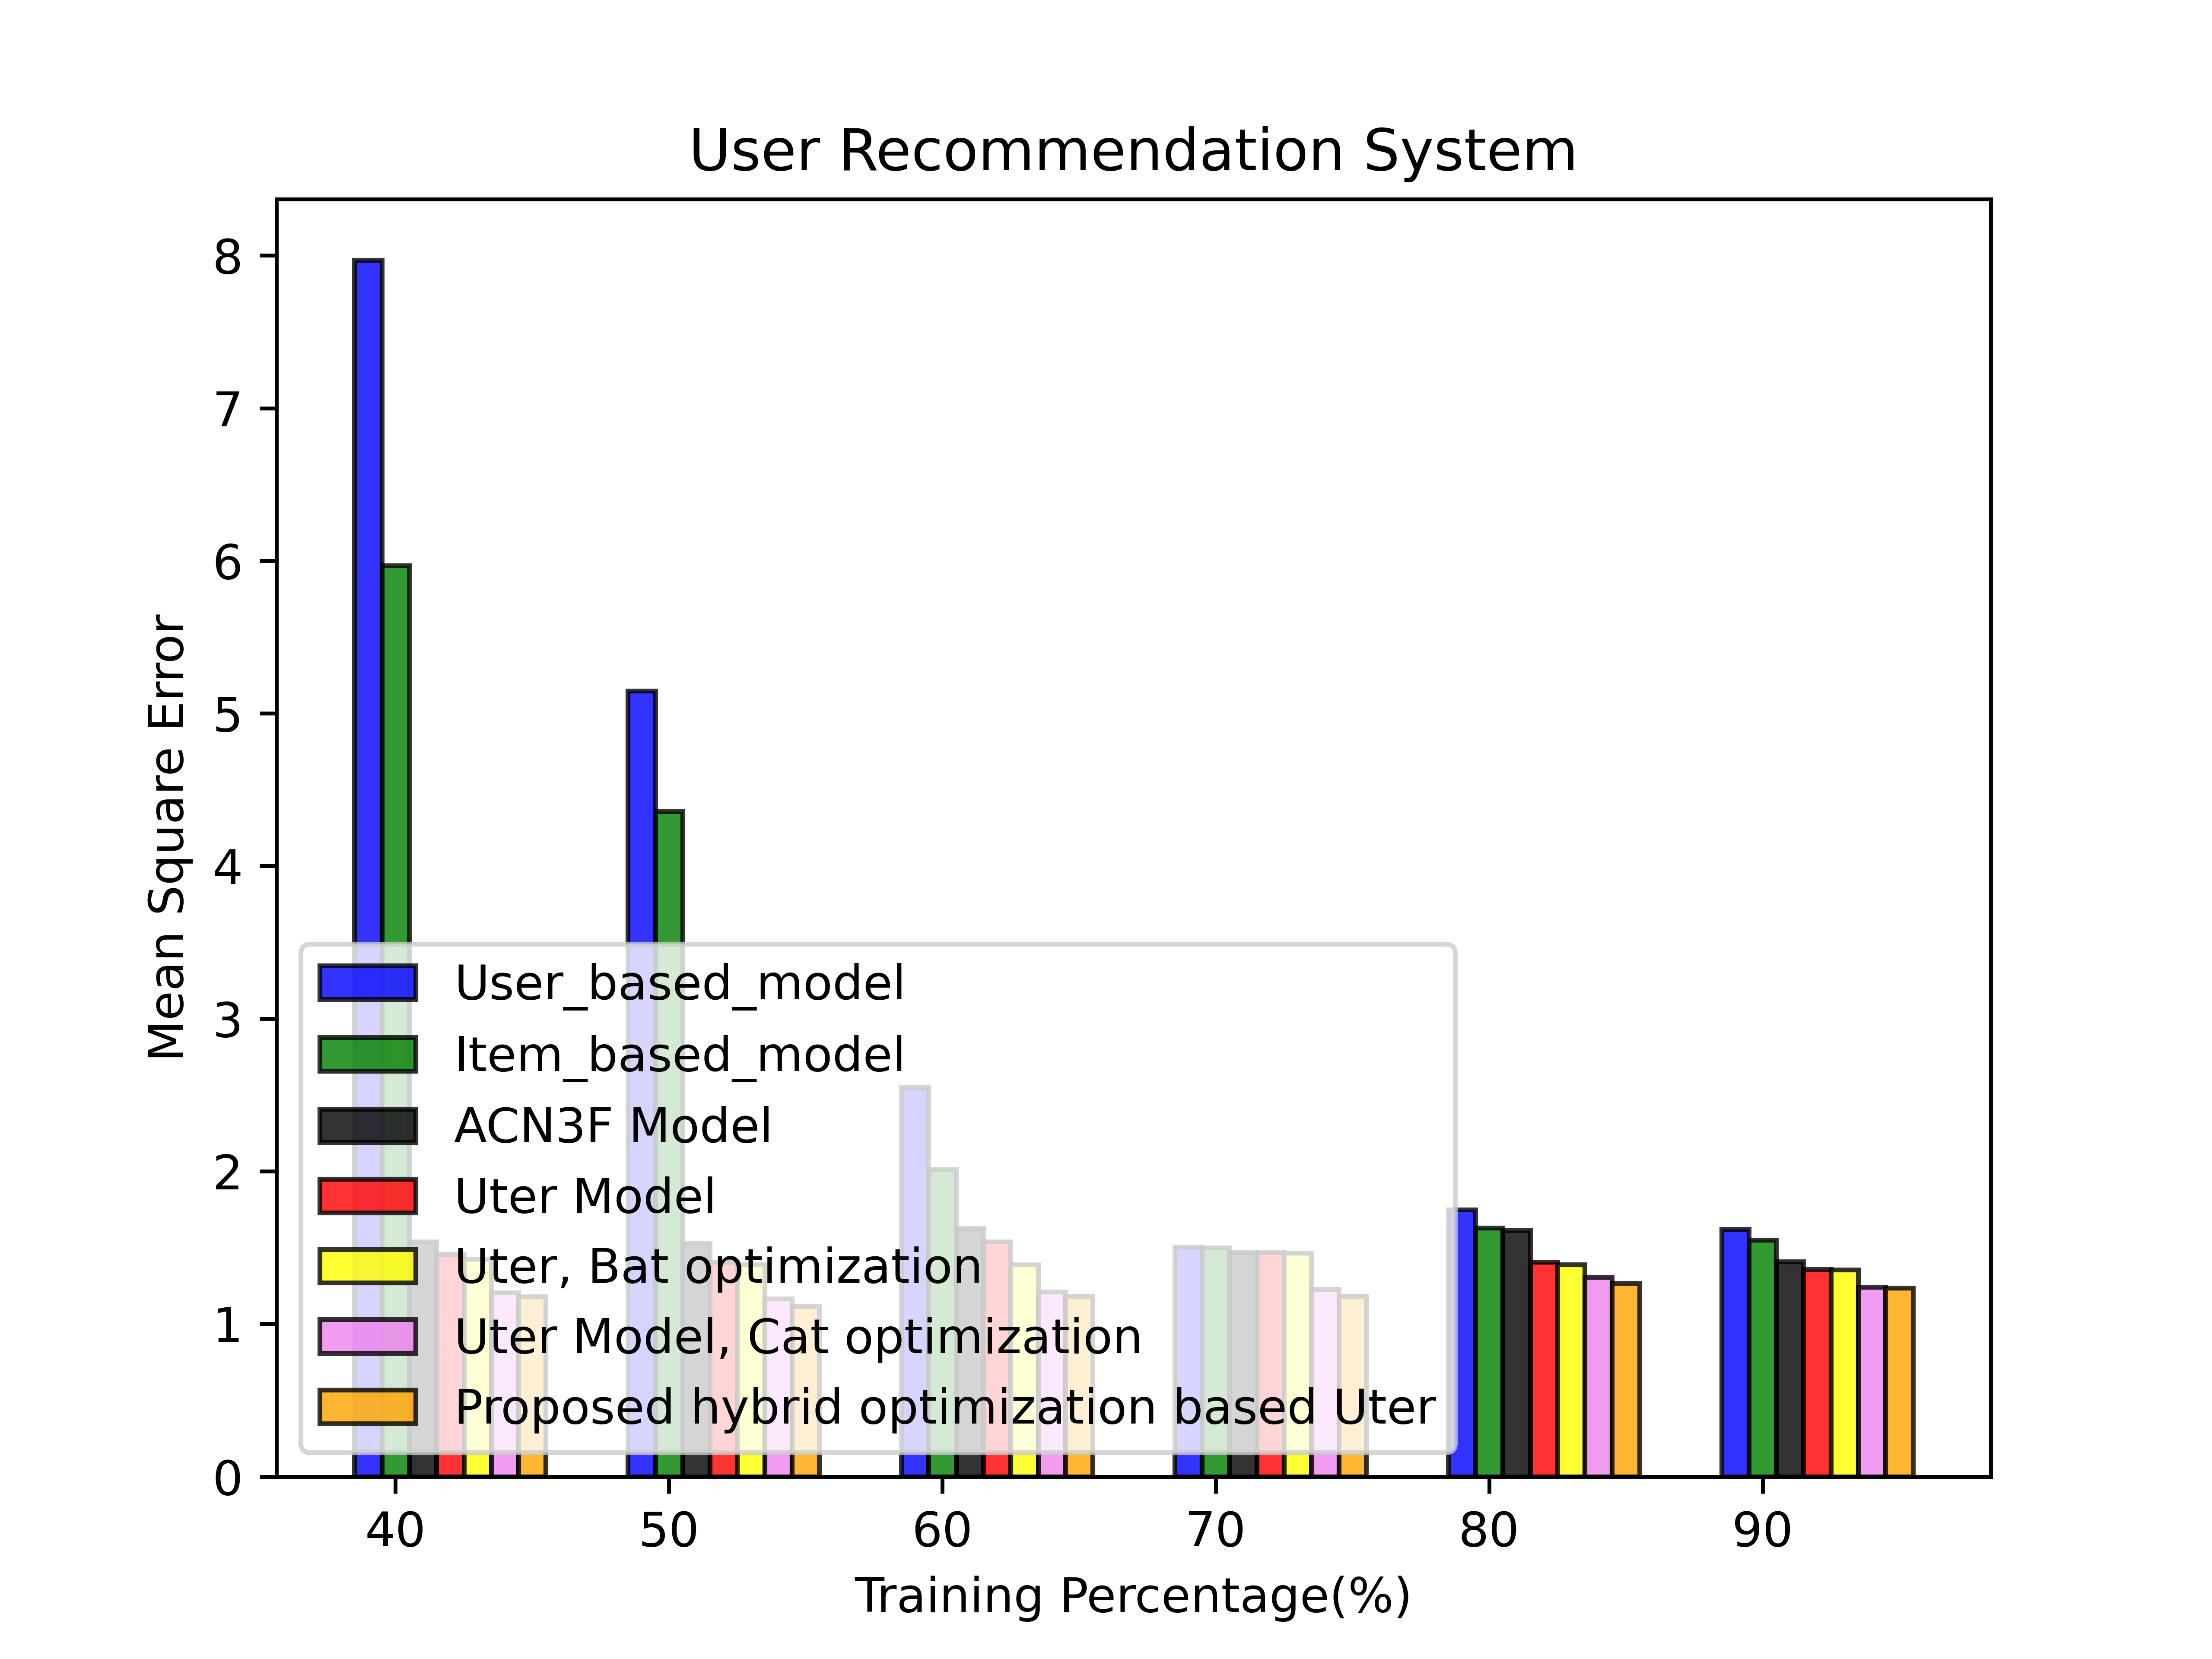 User Recommendation System
Mean Square Error
8
7
6
5
4
3
2
1
0
User_based_model
Item_based_model
ACN3F Model
Uter Model
Uter, Bat optimization
Uter Model, Cat optimization
Proposed hybrid optimization based Uter
40 50 60 70 80 90
Training Percentage(%)